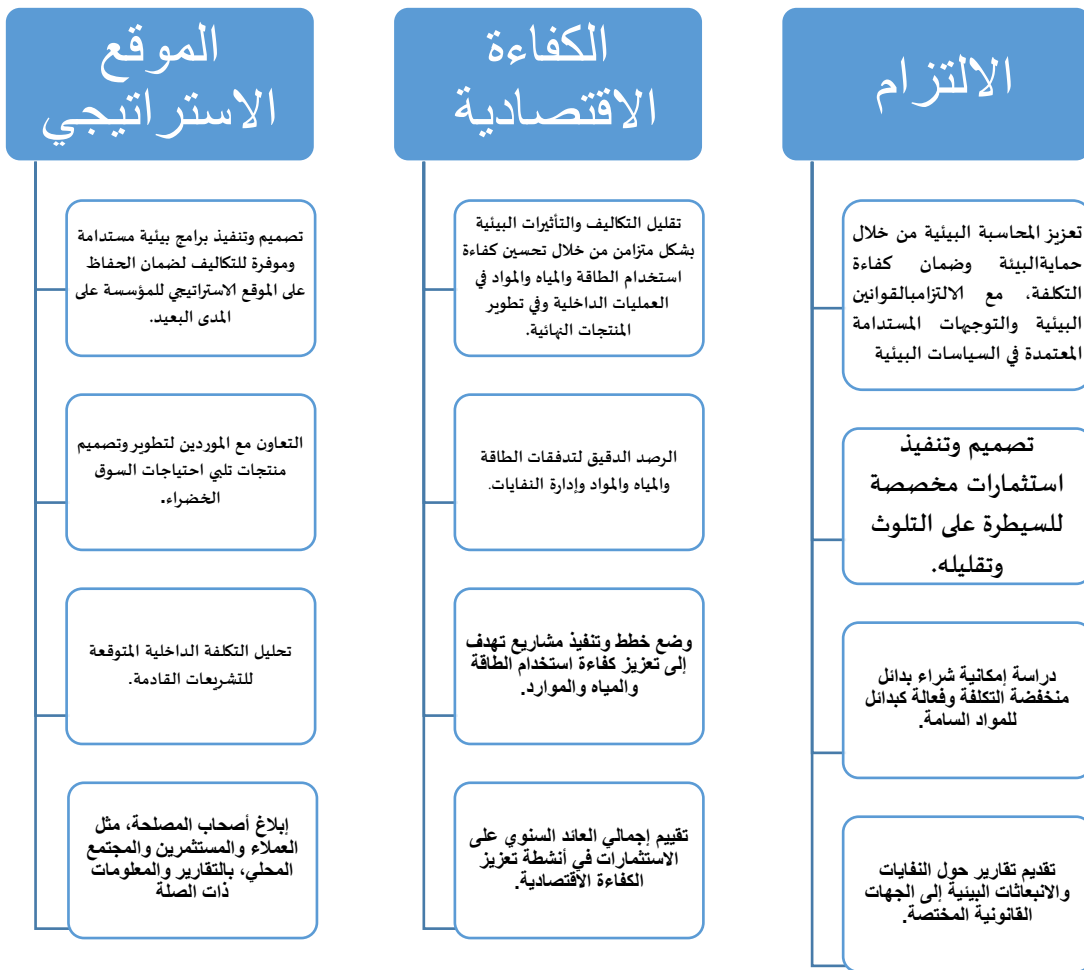 الالتزام
تعزيز المحاسبة البيئية من خلال
حمايةالبيئة وضمان كفاءة
التكلفة، مع الالتزامبالقوانين
البيئية والتوجهات المستدامة
المعتمدة في السياسات البيئية
تصميم وتنفيذ
استثمارات مخصصة
للسيطرة على التلوث
وتقليله.
دراسة إمكانية شراء بدائل
منخفضة التكلفة وفعالة كبدائل
للمواد السامة.
تقديم تقارير حول النفايات
والانبعاثات البيئية إلى الجهات
القانونية المختصة.
الكفاءة
الاقتصادية
تقليل التكاليف والتأثيرات البيئية
بشكل متزامن من خلال تحسين كفاءة
استخدام الطاقة والمياه والمواد في
العمليات الداخلية وفي تطوير
المنتجات النهائية.
الرصد الدقيق لتدفقات الطاقة
والمياه والمواد وإدارة النفايات.
وضع خطط وتنفيذ مشاريع تهدف
إلى تعزيز كفاءة استخدام الطاقة
والمياه والموارد.
تقييم إجمالي العائد السنوي على
الاستثمارات في أنشطة تعزيز
الكفاءة الاقتصادية.
الموقع
الاستراتيجي
تصميم وتنفيذ برامج بيئية مستدامة
وموفرة للتكاليف لضمان الحفاظ
على الموقع الاستراتيجي للمؤسسة على
المدى البعيد.
التعاون مع الموردين لتطوير وتصميم
منتجات تلبي احتياجات السوق
الخضراء.
تحليل التكلفة الداخلية المتوقعة
للتشريعات القادمة.
إبلاغ أصحاب المصلحة، مثل
العملاء والمستثمرين والمجتمع
المحلي، بالتقارير والمعلومات
ذات الصلة